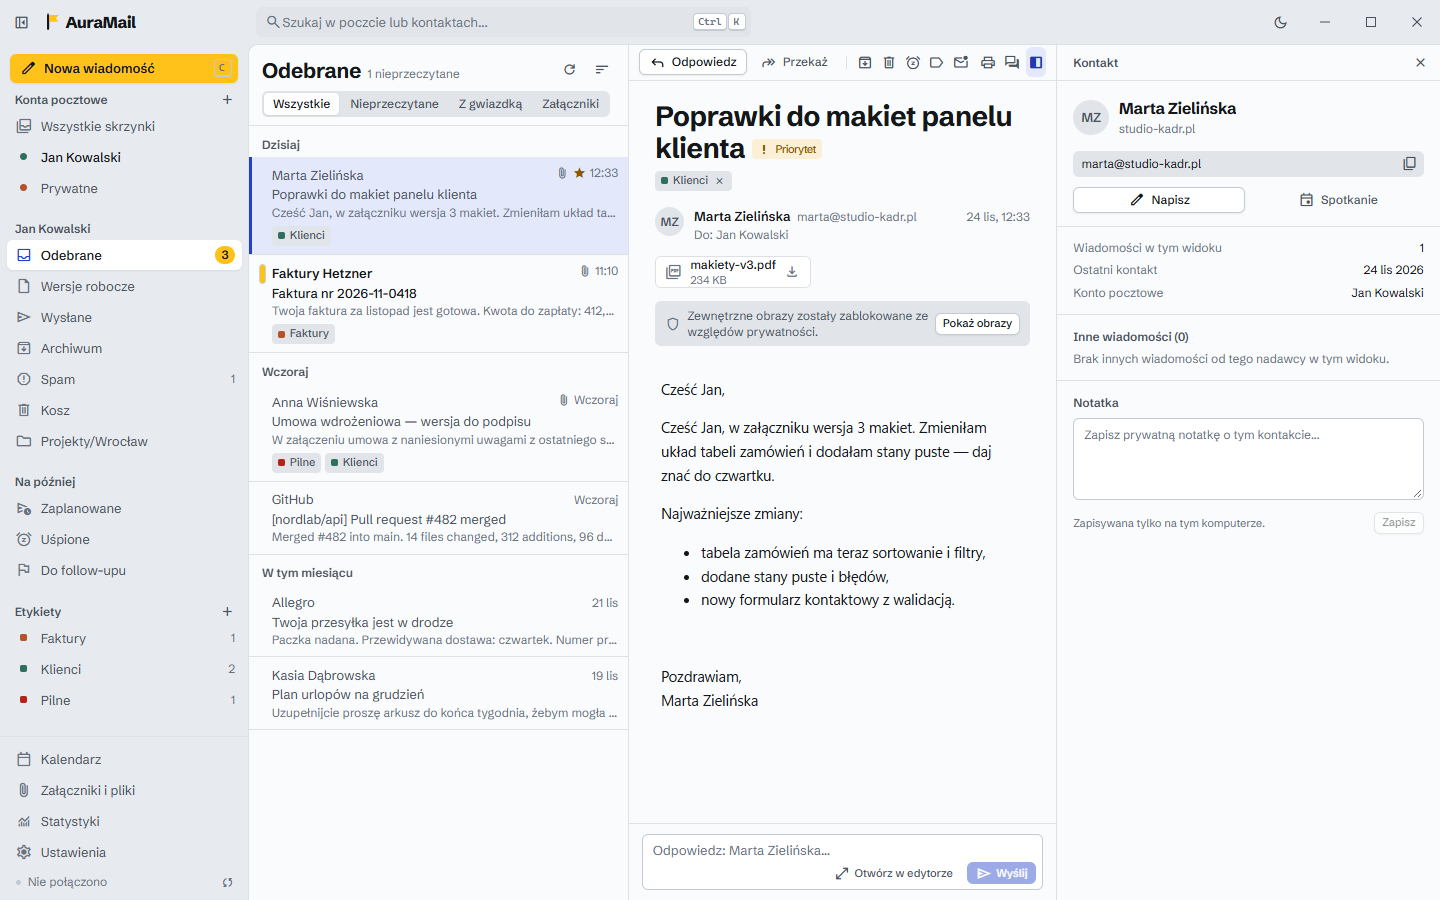 AuraMail
Szukaj w poczcie lub kontaktach...
Ctrl K
Nowa wiadomość
C
Konta pocztowe
Wszystkie skrzynki
Jan Kowalski
Prywatne
Jan Kowalski
Odebrane
3
Wersje robocze
Wysłane
Archiwum
Spam
1
Kosz
Projekty/Wrocław
Na później
Zaplanowane
Uśpione
Do follow-upu
Etykiety
Faktury
1
Klienci
2
Pilne
1
Kalendarz
Załączniki i pliki
Statystyki
Ustawienia
Nie połączono
Odebrane 1 nieprzeczytane
Wszystkie Nieprzeczytane Z gwiazdką Załączniki
Dzisiaj
Marta Zielińska 12:33
Poprawki do makiet panelu klienta
Cześć Jan, w załączniku wersja 3 makiet. Zmieniłam układ ta...
Klienci
Faktury Hetzner 11:10
Faktura nr 2026-11-0418
Twoja faktura za listopad jest gotowa. Kwota do zapłaty: 412,...
Faktury
Wczoraj
Anna Wiśniewska Wczoraj
Umowa wdrożeniowa — wersja do podpisu
W załączeniu umowa z naniesionymi uwagami z ostatniego s...
Pilne Klienci
GitHub Wczoraj
[nordlab/api] Pull request #482 merged
Merged #482 into main. 14 files changed, 312 additions, 96 d...
W tym miesiącu
Allegro 21 lis
Twoja przesyłka jest w drodze
Paczka nadana. Przewidywana dostawa: czwartek. Numer pr...
Kasia Dąbrowska 19 lis
Plan urlopów na grudzień
Uzupełnijcie proszę arkusz do końca tygodnia, żebym mogła ...
Odpowiedz Przekaż
Poprawki do makiet panelu
klienta ! Priorytet
Klienci ×
MZ
Marta Zielińska marta@studio-kadr.pl 24 lis, 12:33
Do: Jan Kowalski
PDF
makiety-v3.pdf
234 KB
Zewnętrzne obrazy zostały zablokowane ze
względów prywatności.
Pokaż obrazy
Cześć Jan,
Cześć Jan, w załączniku wersja 3 makiet. Zmieniłam
układ tabeli zamówień i dodałam stany puste — daj
znać do czwartku.
Najważniejsze zmiany:
• tabela zamówień ma teraz sortowanie i filtry,
• dodane stany puste i błędów,
• nowy formularz kontaktowy z walidacją.
Pozdrawiam,
Marta Zielińska
Odpowiedz: Marta Zielińska...
Otwórz w edytorze Wyślij
Kontakt
MZ
Marta Zielińska
studio-kadr.pl
marta@studio-kadr.pl
Napisz Spotkanie
Wiadomości w tym widoku 1
Ostatni kontakt 24 lis 2026
Konto pocztowe Jan Kowalski
Inne wiadomości (0)
Brak innych wiadomości od tego nadawcy w tym widoku.
Notatka
Zapisz prywatną notatkę o tym kontakcie...
Zapisywana tylko na tym komputerze.
Zapisz